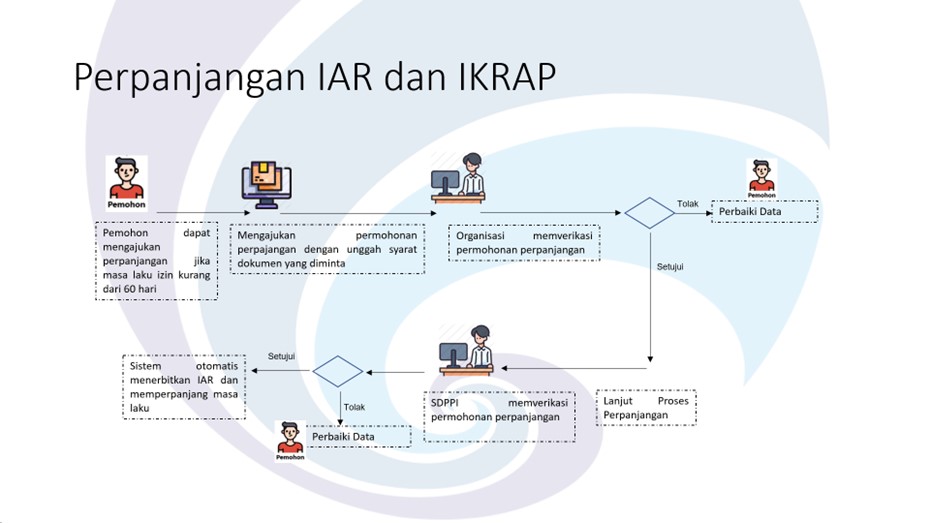 Perpanjangan IAR dan IKRAP
Pemohon
Pemohon dapat
mengajukan
perpanjangan jika
masa laku izin kurang
dari 60 hari
Mengajukan permohonan
perpajangan dengan unggah syarat
dokumen yang diminta
Organisasi memverikasi
permohonan perpanjangan
Tolak
Pemohon
Perbaiki Data
Setujui
Lanjut Proses
Perpanjangan
SDPPI memverikasi
permohonan perpanjangan
Setujui
Sistem otomatis
menerbitkan IAR dan
memperpanjang masa
laku
Tolak
Pemohon
Perbaiki Data